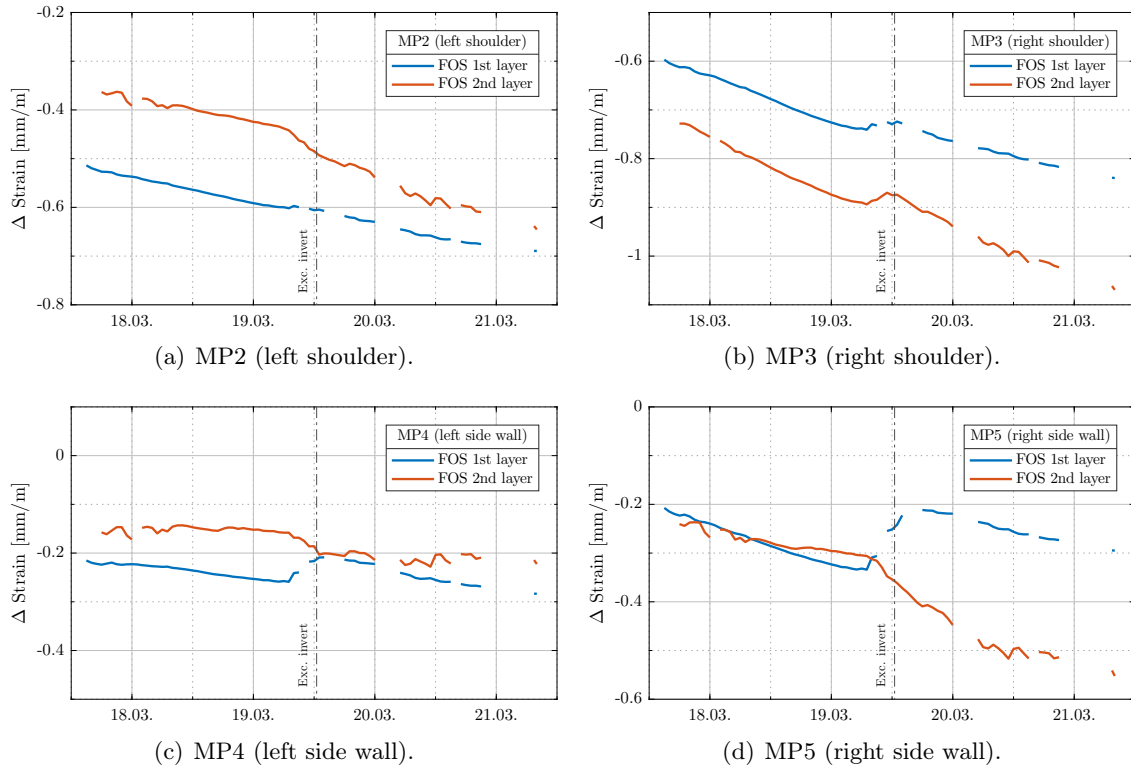 -0.2
-0.4
-0.6
-0.8
Δ Strain [mm/m]
MP2 (left shoulder)
FOS 1st layer
FOS 2nd layer
Exc. invert
18.03.
19.03.
20.03.
21.03.
(a) MP2 (left shoulder).
-0.6
-0.8
-1
Δ Strain [mm/m]
MP3 (right shoulder)
FOS 1st layer
FOS 2nd layer
Exc. invert
18.03.
19.03.
20.03.
21.03.
(b) MP3 (right shoulder).
0
-0.2
-0.4
Δ Strain [mm/m]
MP4 (left side wall)
FOS 1st layer
FOS 2nd layer
Exc. invert
18.03.
19.03.
20.03.
21.03.
(c) MP4 (left side wall).
0
-0.2
-0.4
-0.6
Δ Strain [mm/m]
MP5 (right side wall)
FOS 1st layer
FOS 2nd layer
Exc. invert
18.03.
19.03.
20.03.
21.03.
(d) MP5 (right side wall).